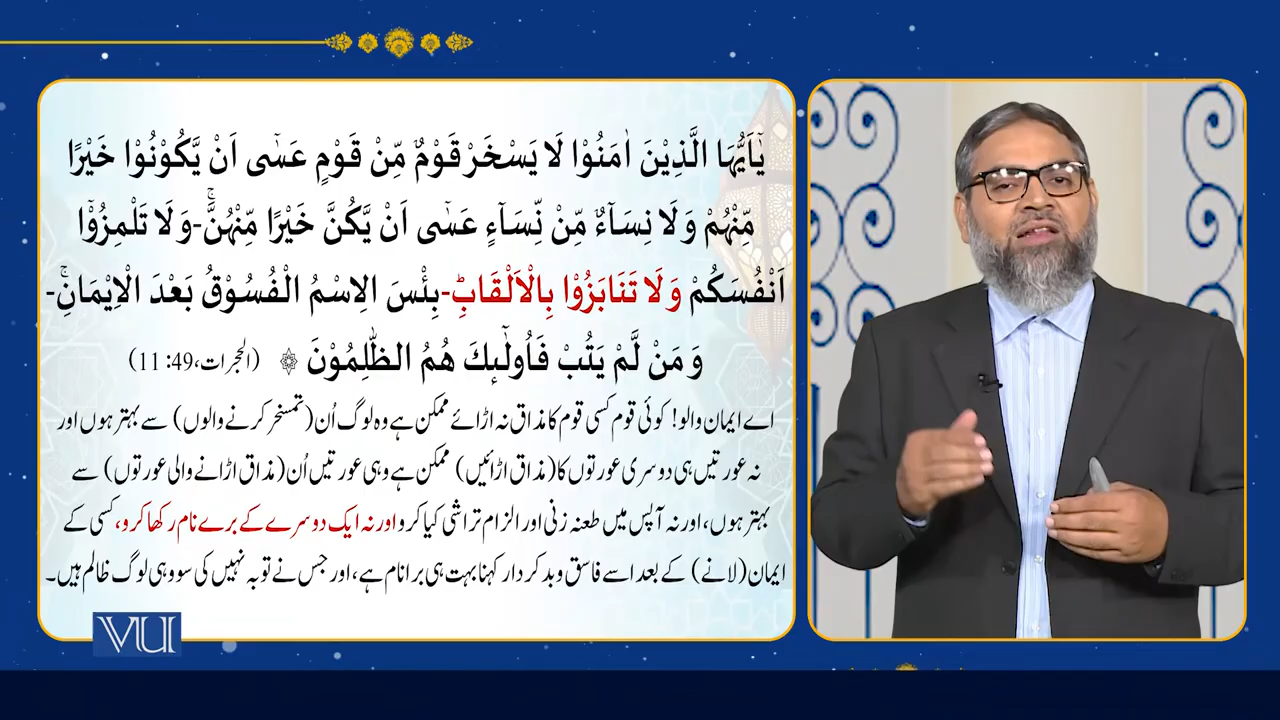 یٰۤاَیُّهَا الَّذِیْنَ اٰمَنُوْا لَا یَسْخَرْ قَوْمٌ مِّنْ قَوْمٍ عَسٰۤى اَنْ یَّكُوْنُوْا خَیْرًا
مِّنْهُمْ وَ لَا نِسَآءٌ مِّنْ نِّسَآءٍ عَسٰۤى اَنْ یَّكُنَّ خَیْرًا مِّنْهُنَّۚ-وَ لَا تَلْمِزُوْۤا
اَنْفُسَكُمْ وَ لَا تَنَابَزُوْا بِالْاَلْقَابِؕ-بِئْسَ الِاسْمُ الْفُسُوْقُ بَعْدَ الْاِیْمَانِۚ-
وَ مَنْ لَّمْ یَتُبْ فَاُولٰٓىٕكَ هُمُ الظّٰلِمُوْنَ ۞ (الحجرات،49: 11)
اے ایمان والو! کوئی قوم کسی قوم کا مذاق نہ اڑائے ممکن ہے وہ لوگ اُن (تمسخر کرنے والوں) سے بہتر ہوں اور
نہ عورتیں ہی دوسری عورتوں کا (مذاق اڑائیں) ممکن ہے وہی عورتیں اُن (مذاق اڑانے والی عورتوں) سے
بہتر ہوں، اور نہ آپس میں طعنہ زنی اور الزام تراشی کیا کرو اور نہ ایک دوسرے کے برے نام رکھا کرو، کسی کے
ایمان (لانے) کے بعد اسے فاسق و بدکردار کہنا بہت ہی برا نام ہے، اور جس نے توبہ نہیں کی سو وہی لوگ ظالم ہیں۔
VU